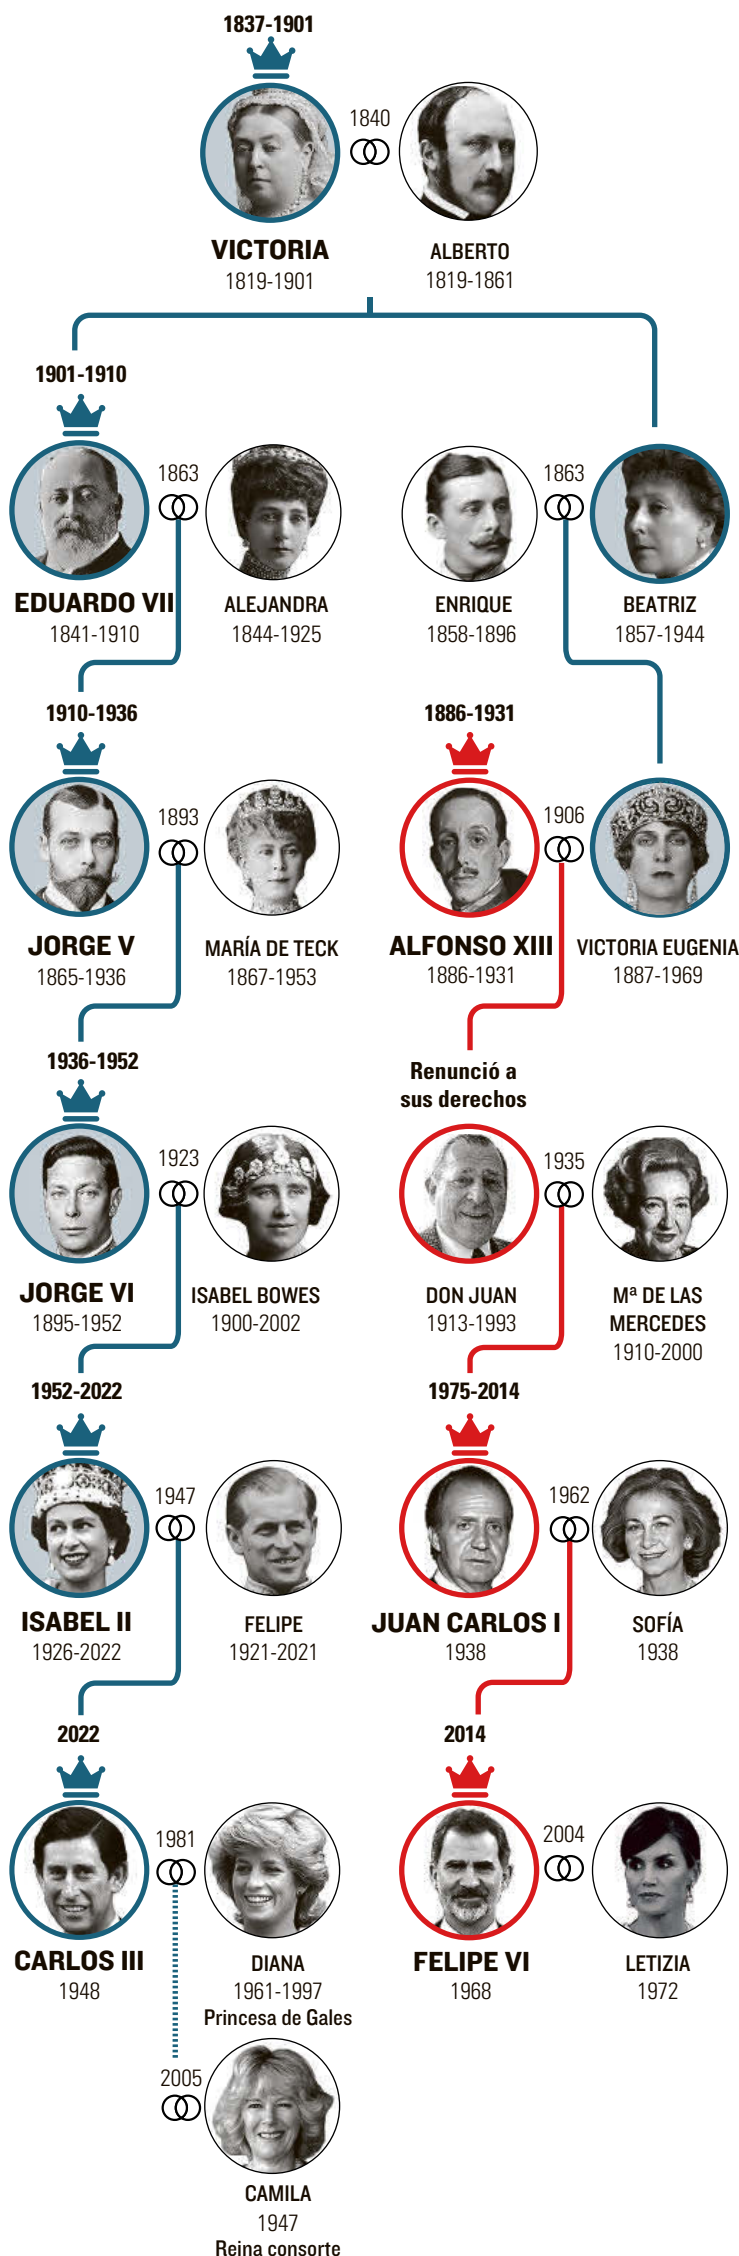 1837-1901
1840
VICTORIA
1819-1901
ALBERTO
1819-1861
1901-1910
1863
EDUARDO VII
1841-1910
ALEJANDRA
1844-1925
1863
ENRIQUE
1858-1896
BEATRIZ
1857-1944
1910-1936
1893
JORGE V
1865-1936
MARÍA DE TECK
1867-1953
1886-1931
1906
ALFONSO XIII
1886-1931
VICTORIA EUGENIA
1887-1969
1936-1952
1923
JORGE VI
1895-1952
ISABEL BOWES
1900-2002
Renunció a
sus derechos
1935
DON JUAN
1913-1993
Mª DE LAS
MERCEDES
1910-2000
1952-2022
1947
ISABEL II
1926-2022
FELIPE
1921-2021
1975-2014
1962
JUAN CARLOS I
1938
SOFÍA
1938
2022
1981
CARLOS III
1948
DIANA
1961-1997
Princesa de Gales
2014
2004
FELIPE VI
1968
LETIZIA
1972
2005
CAMILA
1947
Reina consorte